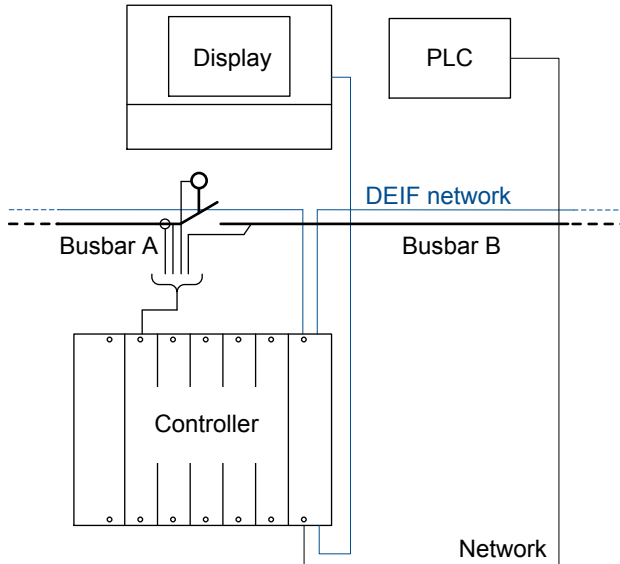 Display
PLC
DEIF network
Busbar A
Busbar B
Controller
Network